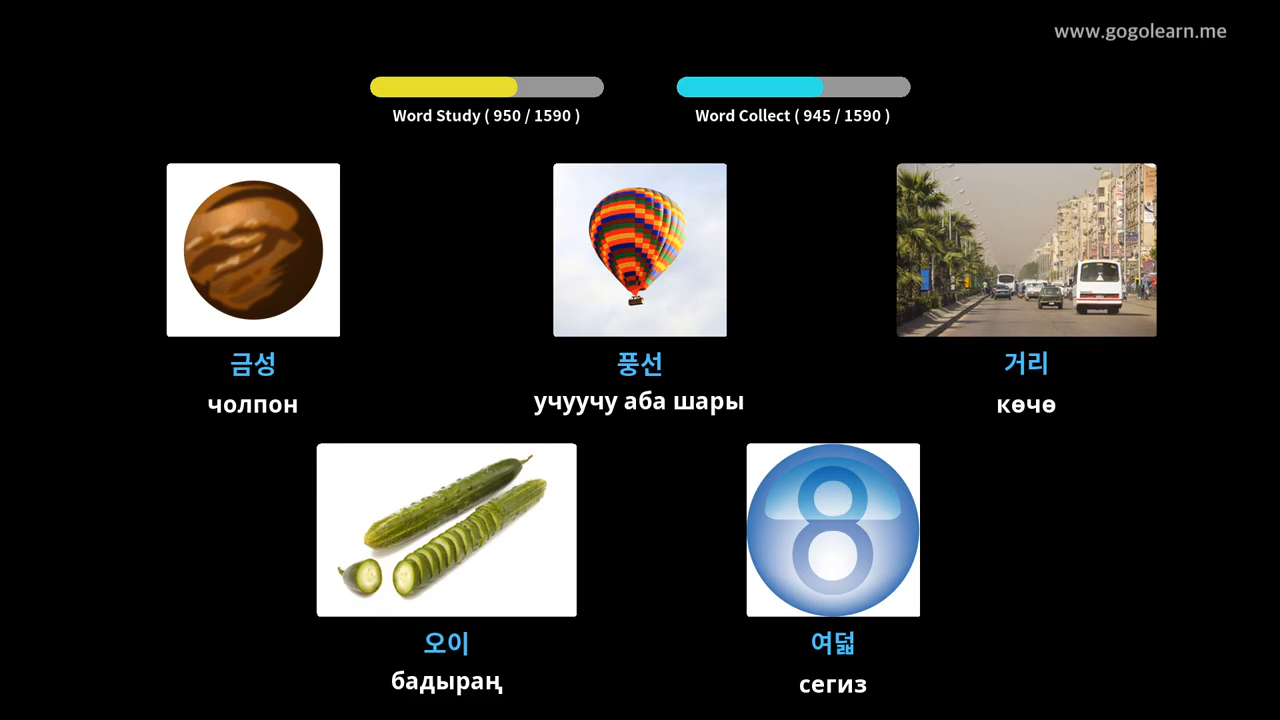 www.gogolearn.me
Word Study ( 950 / 1590 )
Word Collect ( 945 / 1590 )
금성
чолпон
풍선
учуучу аба шары
거리
көчө
오이
бадыраң
8
여덟
сегиз